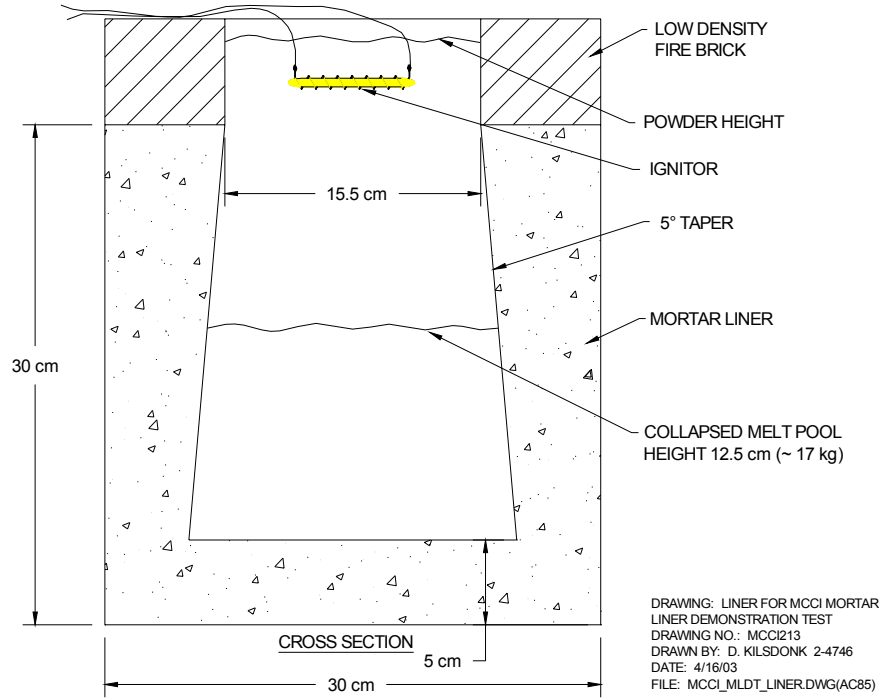 LOW DENSITY
FIRE BRICK
POWDER HEIGHT
IGNITOR
15.5 cm
5° TAPER
MORTAR LINER
30 cm
COLLAPSED MELT POOL
HEIGHT 12.5 cm (~ 17 kg)
CROSS SECTION
5 cm
30 cm
DRAWING: LINER FOR MCCI MORTAR
LINER DEMONSTRATION TEST
DRAWING NO.: MCCI213
DRAWN BY: D. KILSDONK 2-4746
DATE: 4/16/03
FILE: MCCI_MLDT_LINER.DWG(AC85)